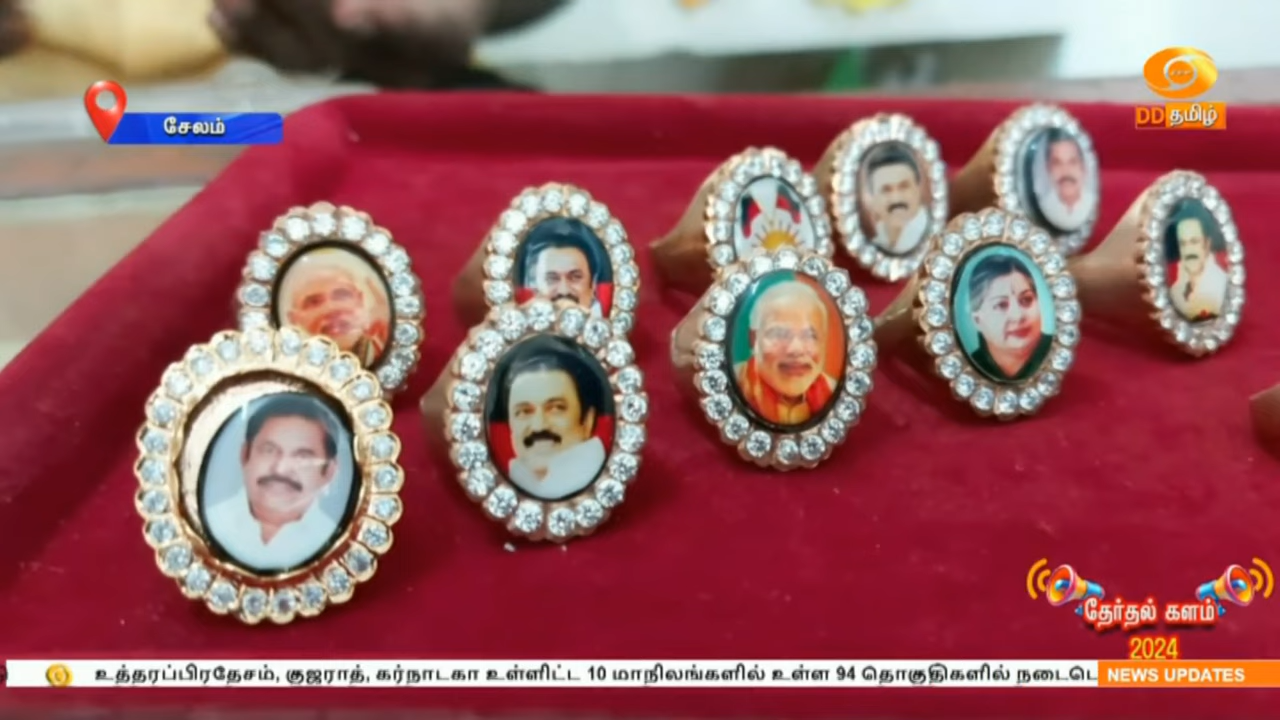 சேலம்
DD தமிழ்
தேர்தல் களம்
2024
உத்தரப்பிரதேசம், குஜராத், கர்நாடகா உள்ளிட்ட 10 மாநிலங்களில் உள்ள 94 தொகுதிகளில் நடைபெ
NEWS UPDATES